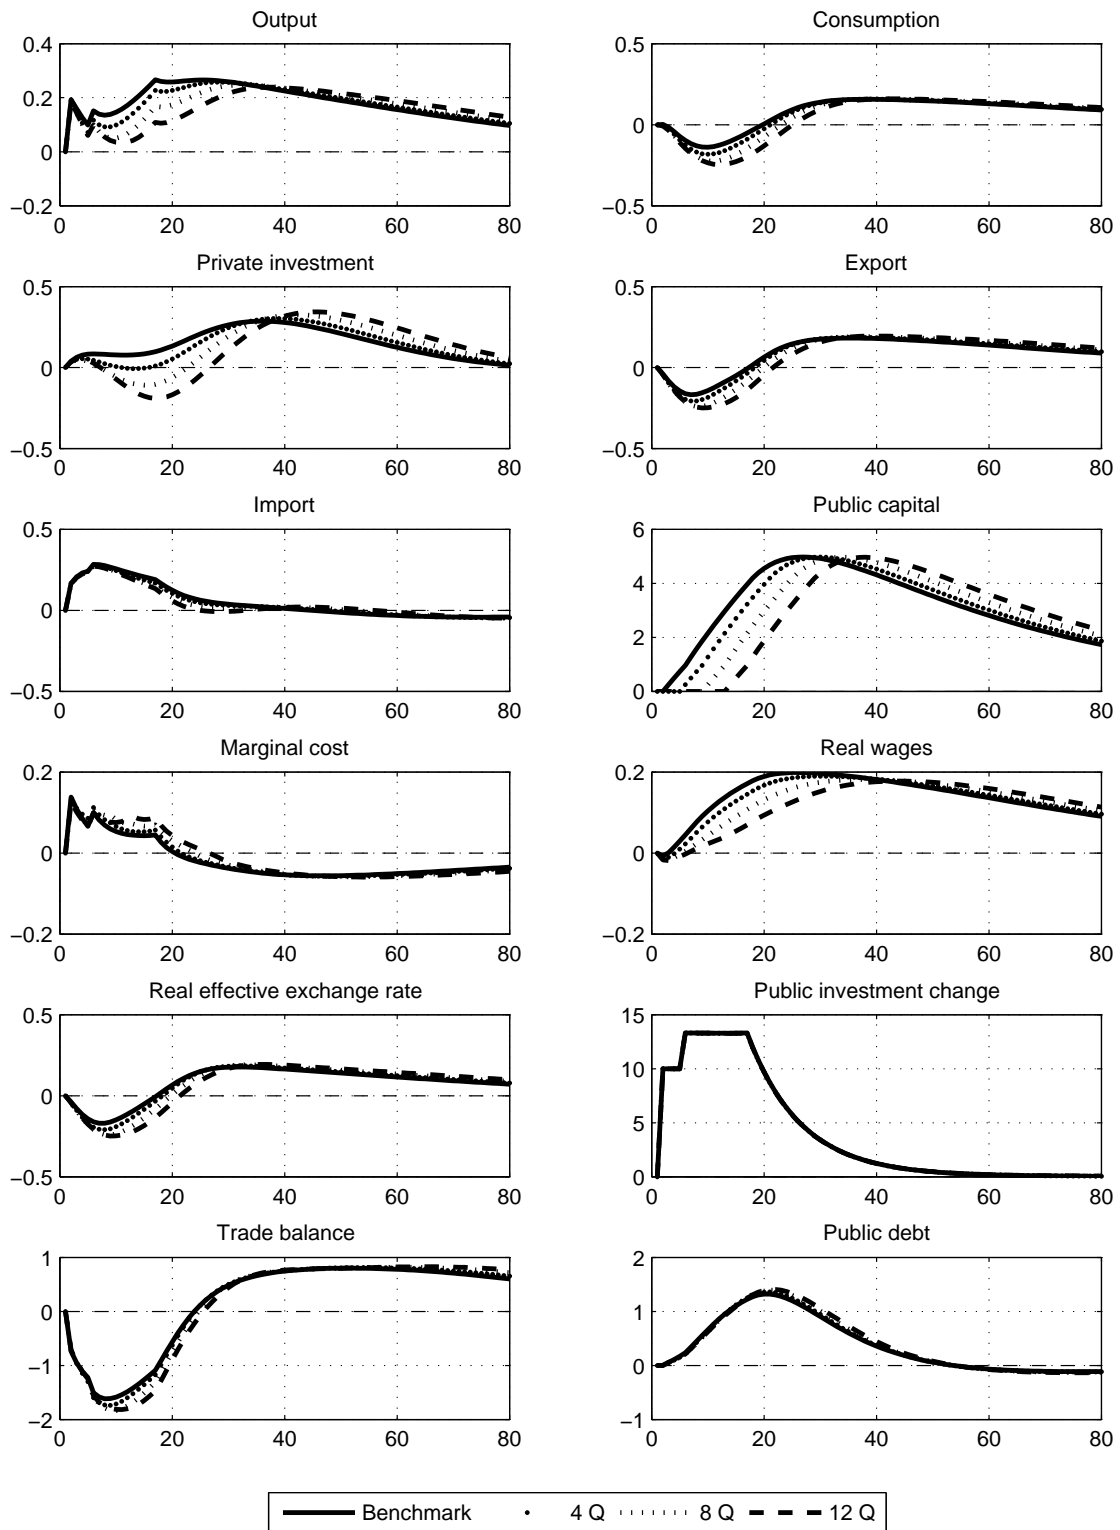 Output
Consumption
0.4
0.2
0
−0.2
0 20 40 60 80
0.5
0
−0.5
0 20 40 60 80
Private investment
Export
0.5
0
−0.5
0 20 40 60 80
0.5
0
−0.5
0 20 40 60 80
Import
Public capital
0.5
0
−0.5
0 20 40 60 80
6
4
2
0
0 20 40 60 80
Marginal cost
Real wages
0.2
0
−0.2
0 20 40 60 80
0.2
0
−0.2
0 20 40 60 80
Real effective exchange rate
Public investment change
0.5
0
−0.5
0 20 40 60 80
15
10
5
0
0 20 40 60 80
Trade balance
Public debt
1
0
−1
−2
0 20 40 60 80
2
1
0
−1
0 20 40 60 80
Benchmark 4 Q 8 Q 12 Q